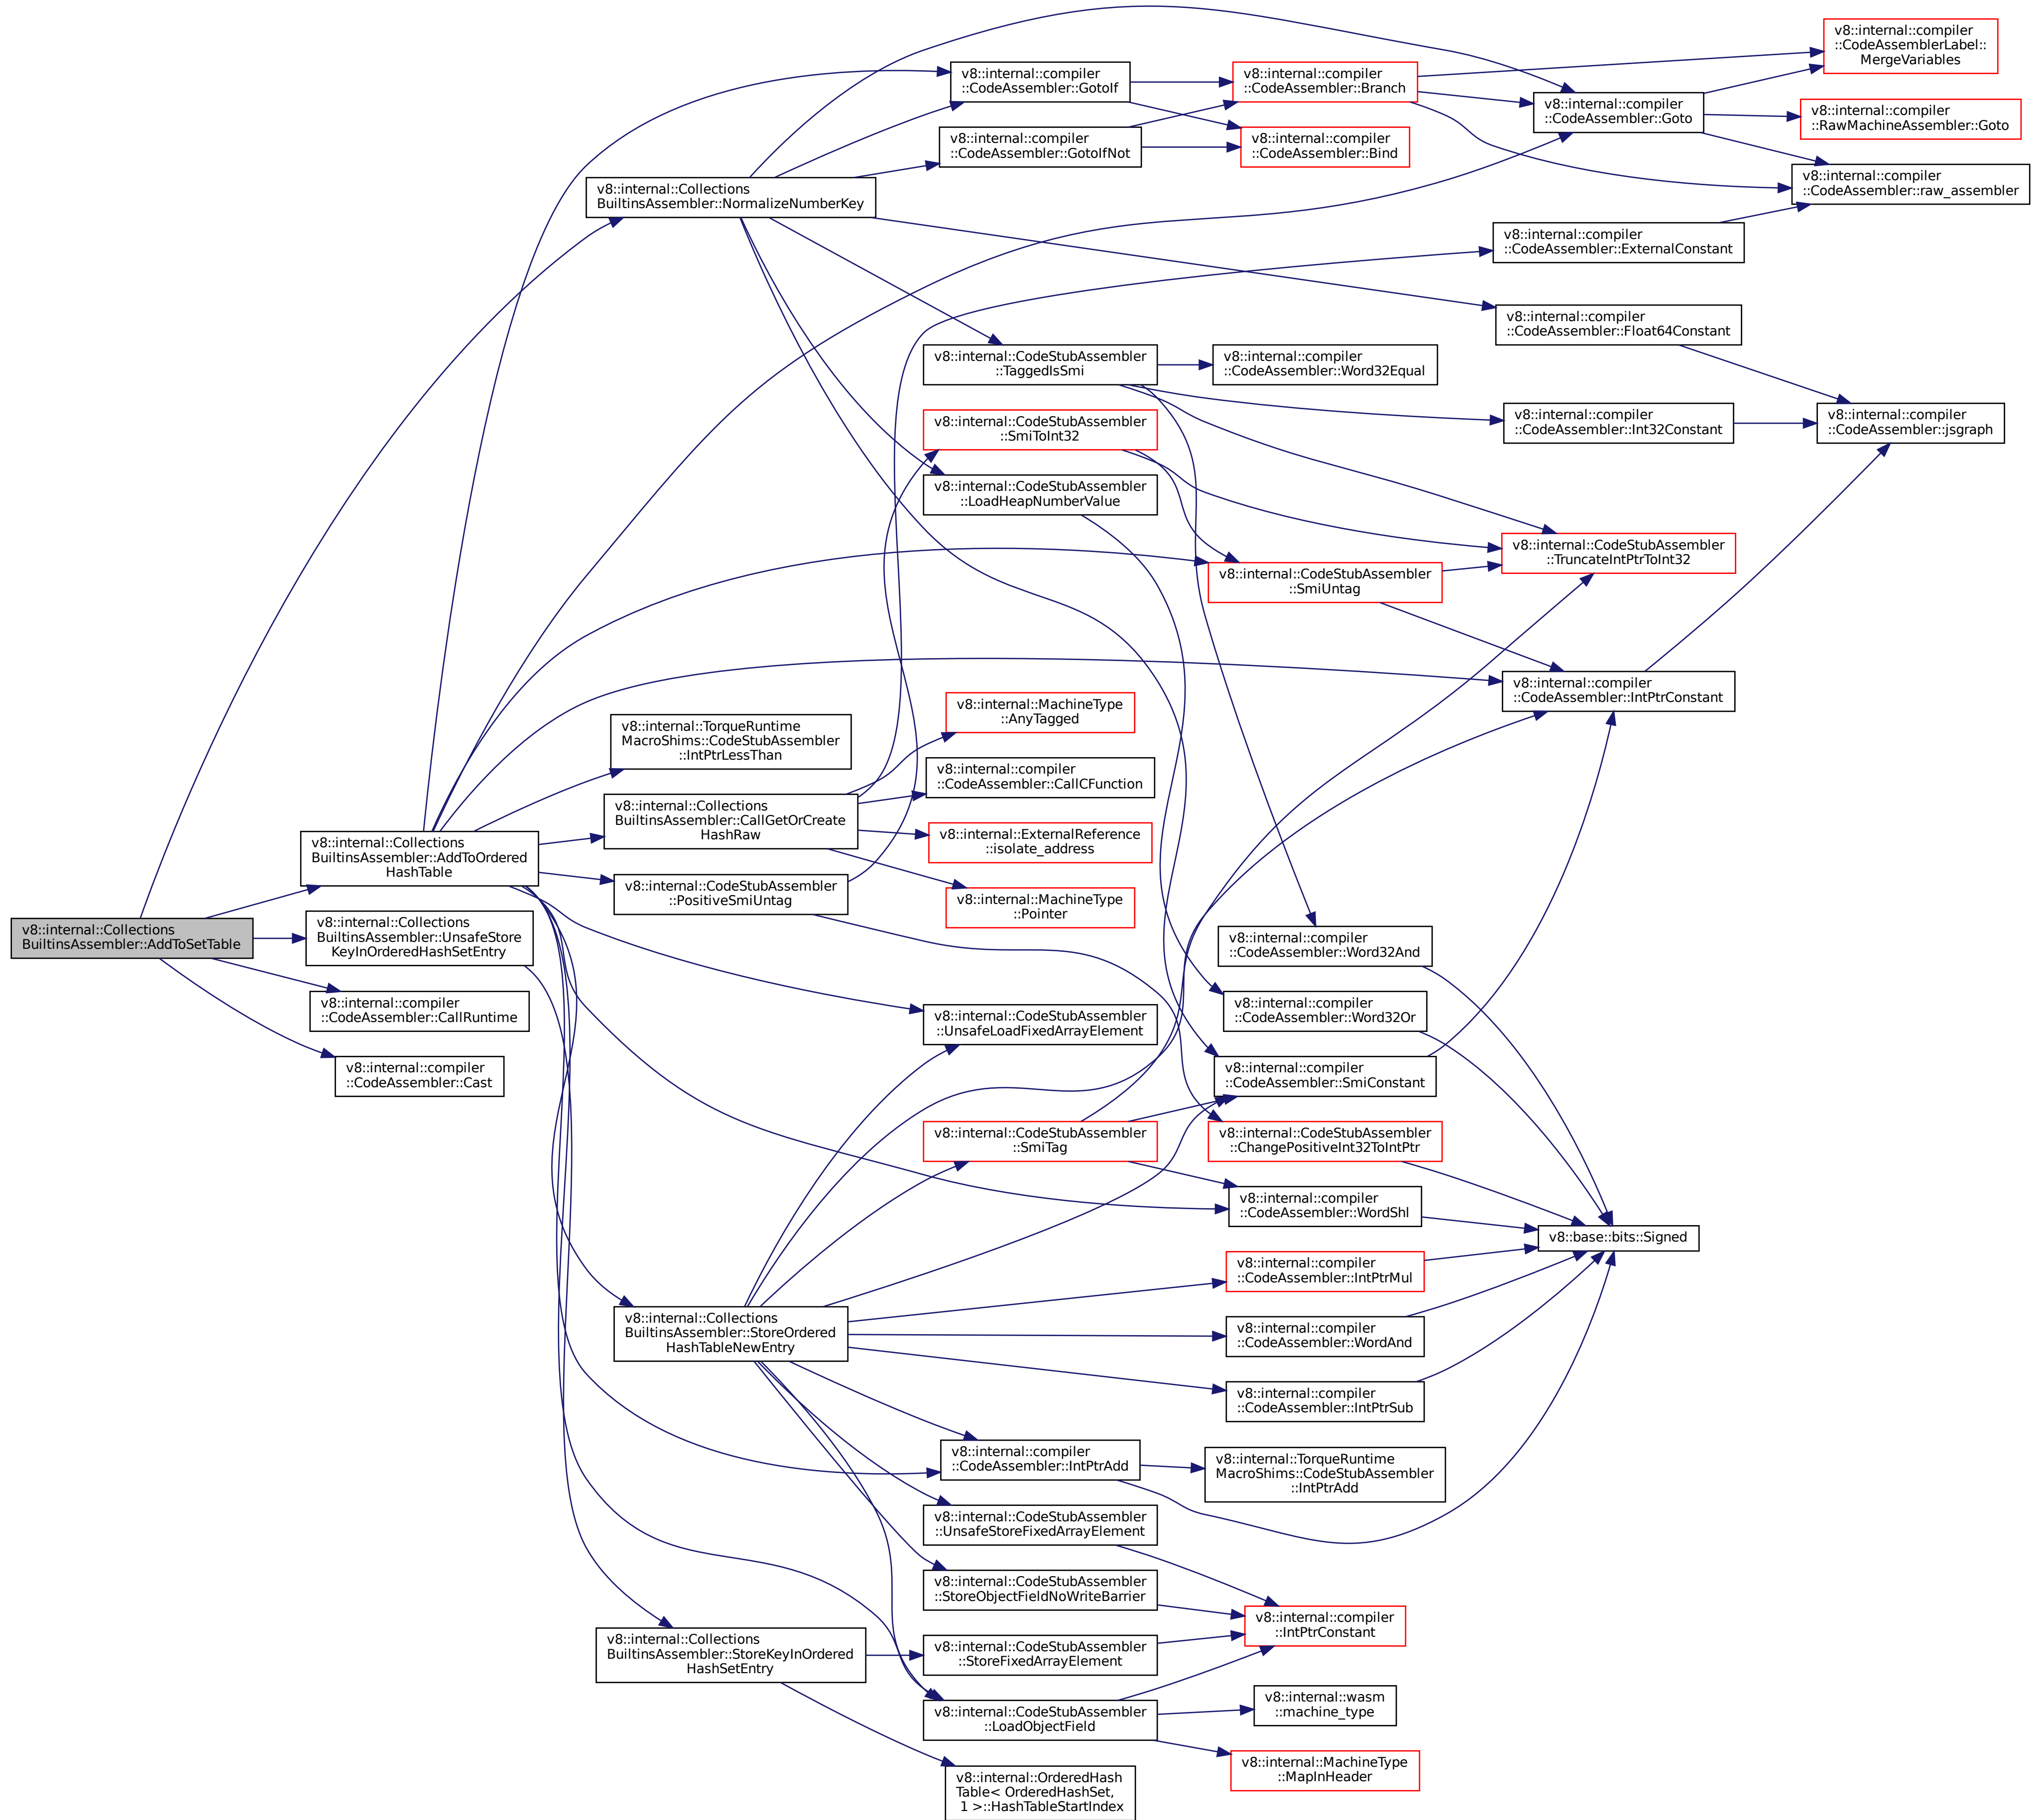 v8::internal::Collections
BuiltinsAssembler::AddToSetTable
v8::internal::Collections
BuiltinsAssembler::AddToOrdered
HashTable
v8::internal::Collections
BuiltinsAssembler::UnsafeStore
KeyInOrderedHashSetEntry
v8::internal::compiler
::CodeAssembler::CallRuntime
v8::internal::compiler
::CodeAssembler::Cast
v8::internal::Collections
BuiltinsAssembler::NormalizeNumberKey
v8::internal::TorqueRuntime
MacroShims::CodeStubAssembler
::IntPtrLessThan
v8::internal::Collections
BuiltinsAssembler::CallGetOrCreate
HashRaw
v8::internal::CodeStubAssembler
::PositiveSmiUntag
v8::internal::Collections
BuiltinsAssembler::StoreOrdered
HashTableNewEntry
v8::internal::Collections
BuiltinsAssembler::StoreKeyInOrdered
HashSetEntry
v8::internal::compiler
::CodeAssembler::GotoIf
v8::internal::compiler
::CodeAssembler::GotoIfNot
v8::internal::CodeStubAssembler
::TaggedIsSmi
v8::internal::CodeStubAssembler
::SmiToInt32
v8::internal::CodeStubAssembler
::LoadHeapNumberValue
v8::internal::MachineType
::AnyTagged
v8::internal::compiler
::CodeAssembler::CallCFunction
v8::internal::ExternalReference
::isolate_address
v8::internal::MachineType
::Pointer
v8::internal::CodeStubAssembler
::UnsafeLoadFixedArrayElement
v8::internal::CodeStubAssembler
::SmiTag
v8::internal::compiler
::CodeAssembler::IntPtrAdd
v8::internal::CodeStubAssembler
::UnsafeStoreFixedArrayElement
v8::internal::CodeStubAssembler
::StoreObjectFieldNoWriteBarrier
v8::internal::CodeStubAssembler
::StoreFixedArrayElement
v8::internal::CodeStubAssembler
::LoadObjectField
v8::internal::OrderedHash
Table< OrderedHashSet,
1 >::HashTableStartIndex
v8::internal::compiler
::CodeAssembler::Branch
v8::internal::compiler
::CodeAssembler::Bind
v8::internal::compiler
::CodeAssembler::Word32Equal
v8::internal::CodeStubAssembler
::SmiUntag
v8::internal::compiler
::CodeAssembler::Word32And
v8::internal::compiler
::CodeAssembler::Word32Or
v8::internal::compiler
::CodeAssembler::SmiConstant
v8::internal::CodeStubAssembler
::ChangePositiveInt32ToIntPtr
v8::internal::compiler
::CodeAssembler::WordShl
v8::internal::compiler
::CodeAssembler::IntPtrMul
v8::internal::compiler
::CodeAssembler::WordAnd
v8::internal::compiler
::CodeAssembler::IntPtrSub
v8::internal::TorqueRuntime
MacroShims::CodeStubAssembler
::IntPtrAdd
v8::internal::compiler
::IntPtrConstant
v8::internal::wasm
::machine_type
v8::internal::MachineType
::MapInHeader
v8::internal::compiler
::CodeAssembler::Goto
v8::internal::compiler
::CodeAssembler::ExternalConstant
v8::internal::compiler
::CodeAssembler::Float64Constant
v8::internal::compiler
::CodeAssembler::Int32Constant
v8::internal::CodeStubAssembler
::TruncateIntPtrToInt32
v8::internal::compiler
::CodeAssembler::IntPtrConstant
v8::base::bits::Signed
v8::internal::compiler
::CodeAssemblerLabel::
MergeVariables
v8::internal::compiler
::RawMachineAssembler::Goto
v8::internal::compiler
::CodeAssembler::raw_assembler
v8::internal::compiler
::CodeAssembler::jsgraph